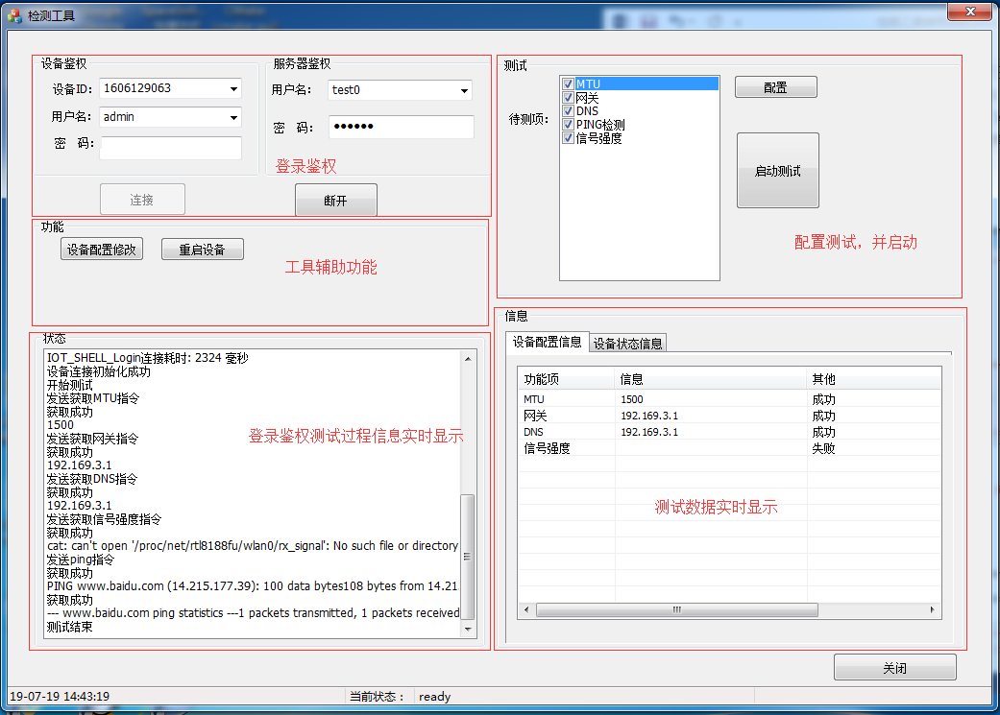 检测工具
设备鉴权
设备ID: 1606129063
用户名: admin
密 码:
服务器鉴权
用户名: test0
密 码: ●●●●●●
登录鉴权
连接
断开
功能
设备配置修改
重启设备
工具辅助功能
测试
待测项:
MTU
网关
DNS
PING检测
信号强度
配置
启动测试
配置测试，并启动
状态
IOT_SHELL_Login连接耗时: 2324 毫秒
设备连接初始化成功
开始测试
发送获取MTU指令
获取成功
1500
发送获取网关指令
获取成功
192.169.3.1
发送获取DNS指令
获取成功
192.169.3.1
发送获取信号强度指令
获取成功
cat: can't open '/proc/net/rtl8188fu/wlan0/rx_signal': No such file or directory
发送ping指令
获取成功
PING www.baidu.com (14.215.177.39): 100 data bytes108 bytes from 14.21
获取成功
--- www.baidu.com ping statistics ---1 packets transmitted, 1 packets received
测试结束
登录鉴权测试过程信息实时显示
信息
设备配置信息 设备状态信息
功能项 信息 其他
MTU 1500 成功
网关 192.169.3.1 成功
DNS 192.169.3.1 成功
信号强度 失败
测试数据实时显示
关闭
19-07-19 14:43:19 当前状态： ready